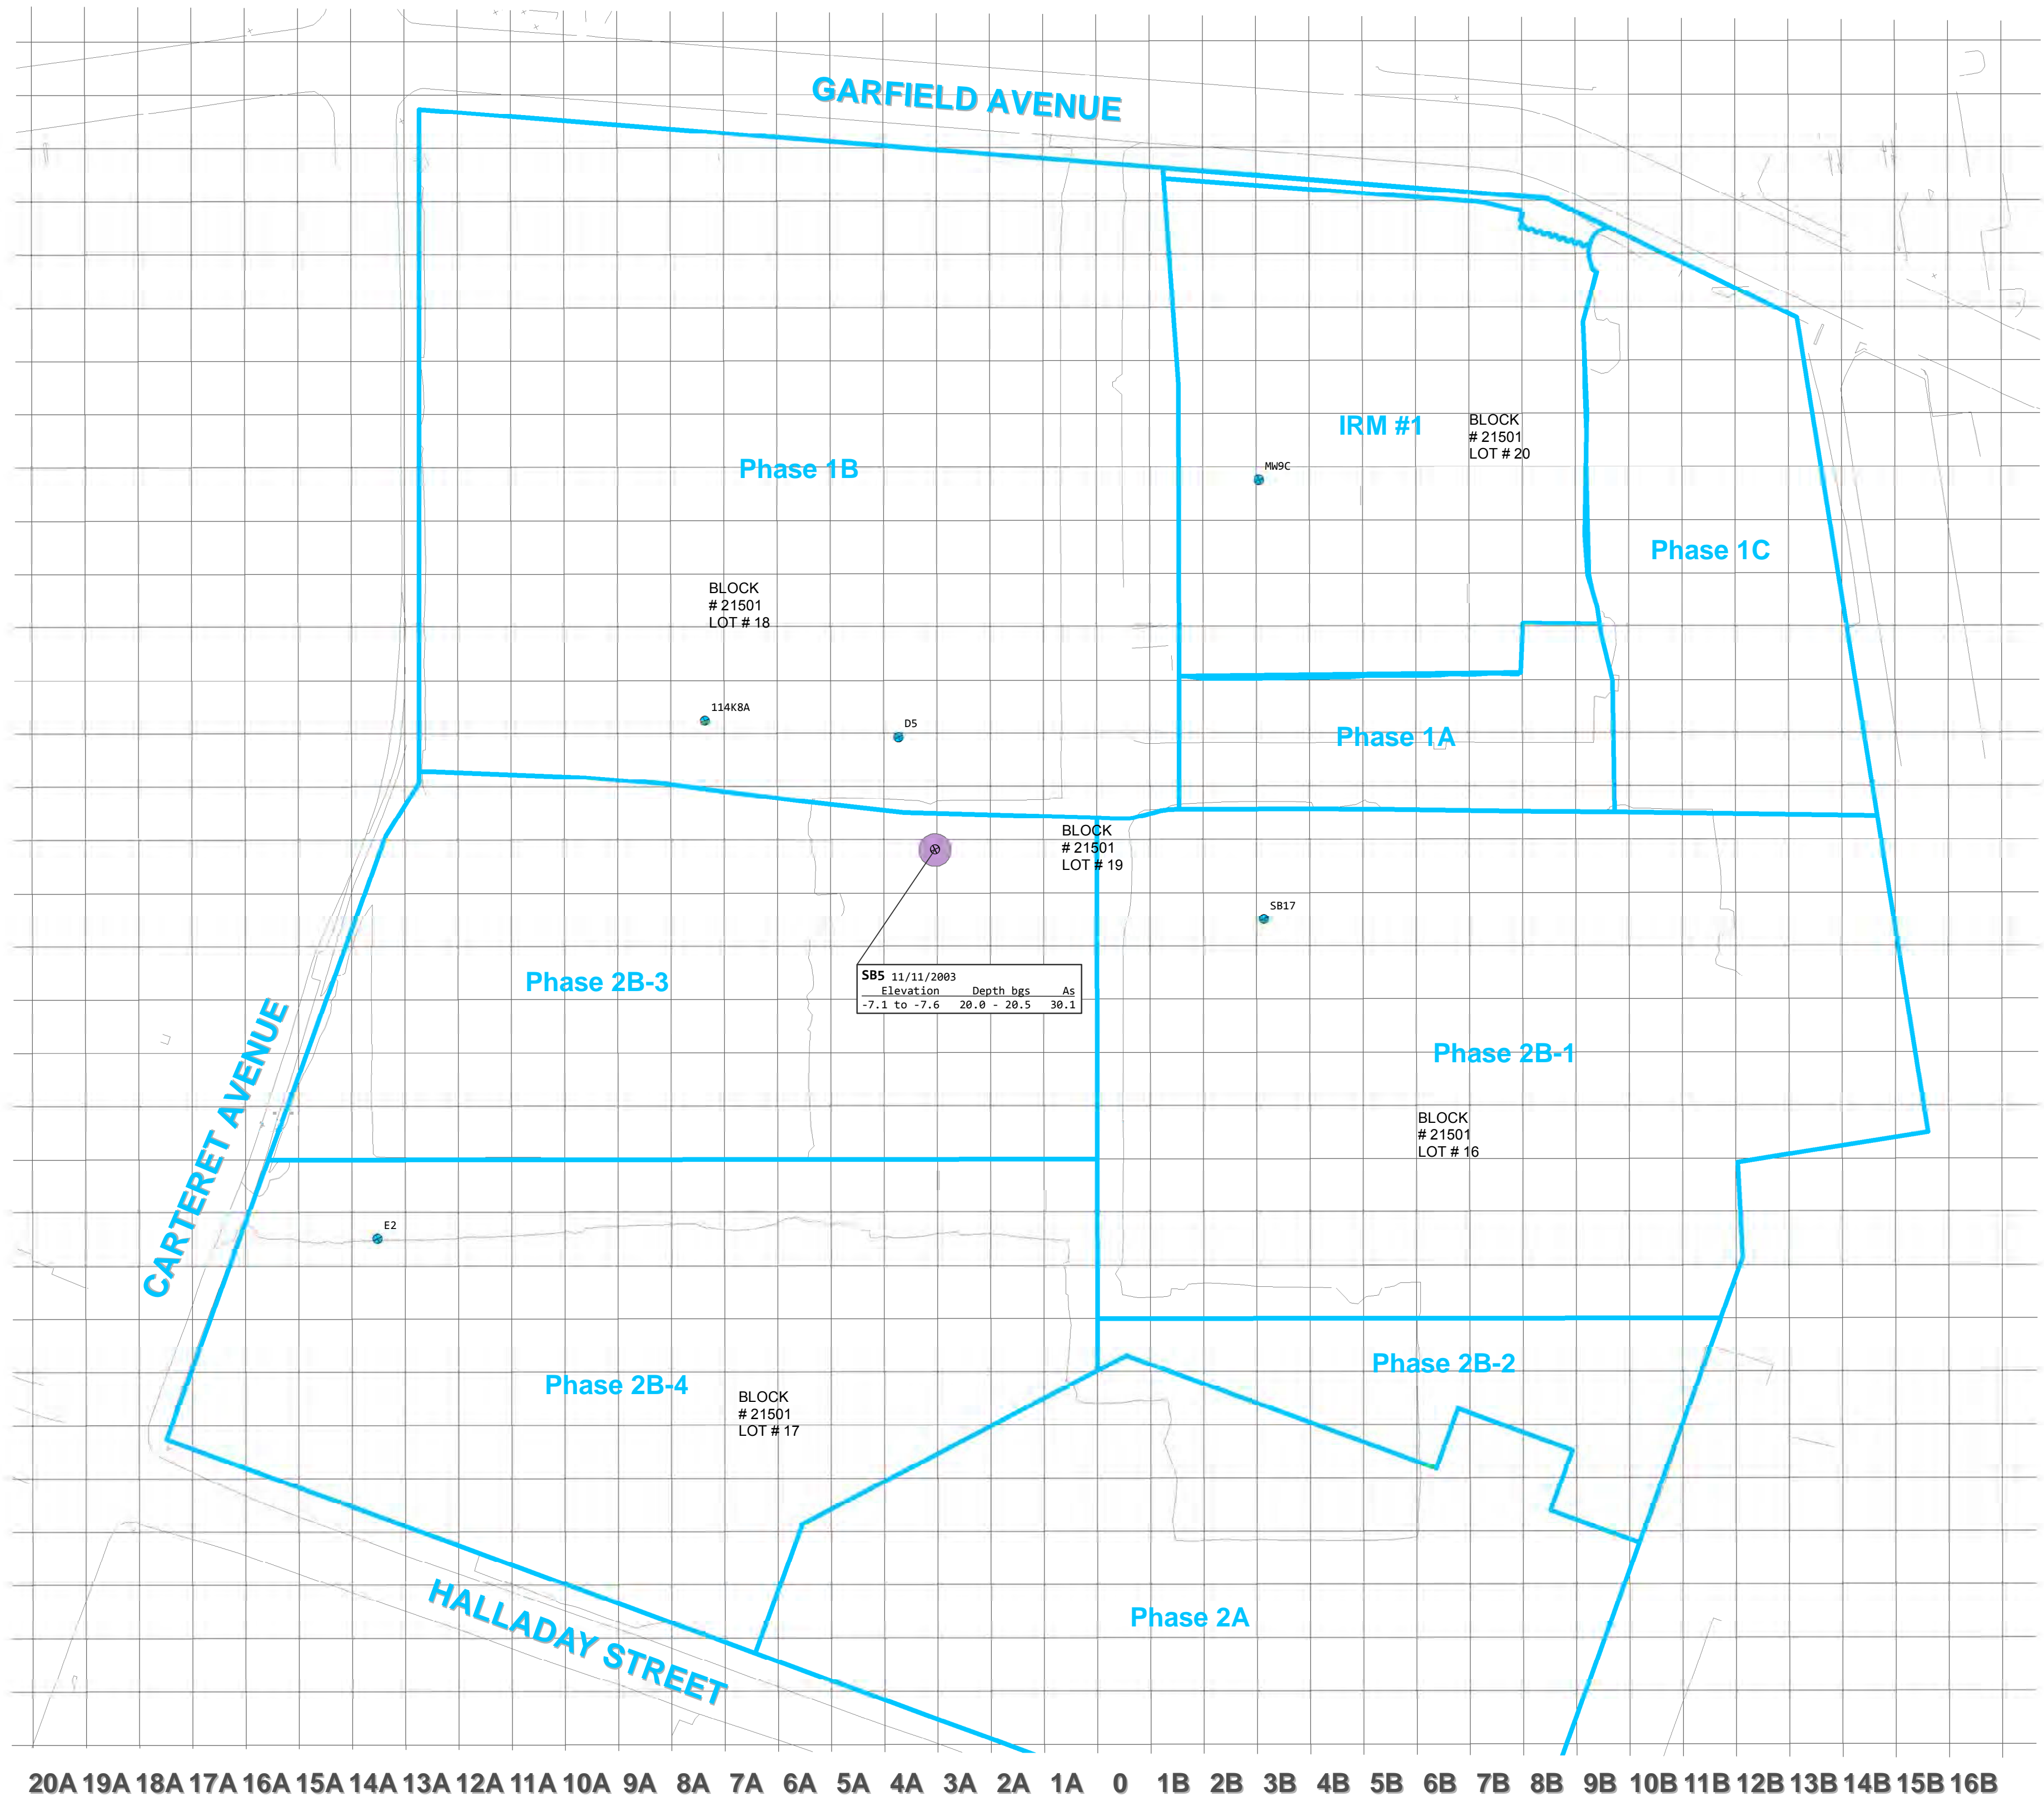 GARFIELD AVENUE
IRM #1
BLOCK
# 21501
LOT # 20
Phase 1B
MW9C
Phase 1C
BLOCK
# 21501
LOT # 18
114K8A
D5
Phase 1A
BLOCK
# 21501
LOT # 19
SB17
Phase 2B-3
SB5 11/11/2003
Elevation Depth bgs As
-7.1 to -7.6 20.0 - 20.5 30.1
CARTERET AVENUE
Phase 2B-1
BLOCK
# 21501
LOT # 16
E2
Phase 2B-2
Phase 2B-4
BLOCK
# 21501
LOT # 17
HALLADAY STREET
Phase 2A
20A 19A 18A 17A 16A 15A 14A 13A 12A 11A 10A 9A 8A 7A 6A 5A 4A 3A 2A 1A 0 1B 2B 3B 4B 5B 6B 7B 8B 9B 10B 11B 12B 13B 14B 15B 16B